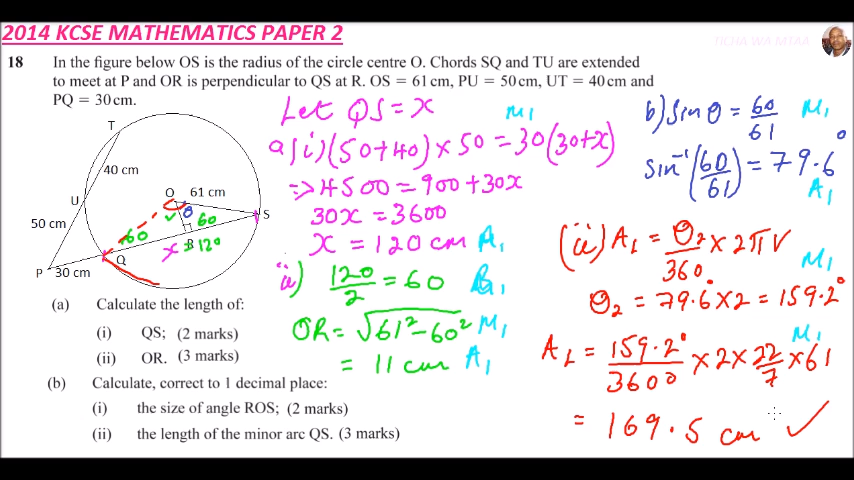 2014 KCSE MATHEMATICS PAPER 2
TICHA WA MTAA
18 In the figure below OS is the radius of the circle centre O. Chords SQ and TU are extended
to meet at P and OR is perpendicular to QS at R. OS = 61 cm, PU = 50 cm, UT = 40 cm and
PQ = 30 cm.
T
40 cm
O 61 cm
U
θ
60
S
50 cm
60
R
x = 120
Q
P 30 cm
(a) Calculate the length of:
(i) QS; (2 marks)
(ii) OR. (3 marks)
(b) Calculate, correct to 1 decimal place:
(i) the size of angle ROS; (2 marks)
(ii) the length of the minor arc QS. (3 marks)
Let QS = x
M1
a) (i) (50+40) × 50 = 30(30+x)
⇒ 4500 = 900 + 30x
30x = 3600
x = 120 cm A1
ii) 120/2 = 60 B1
OR = √61² − 60² M1
= 11 cm A1
b) Sin θ = 60/61 M1
sin⁻¹(60/61) = 79.6°
A1
(ii) AL = θ2/360° × 2πr
M1
θ2 = 79.6° × 2 = 159.2°
M1
AL = 159.2°/3600 × 2 × 22/7 × 61
= 169.5 cm ✓